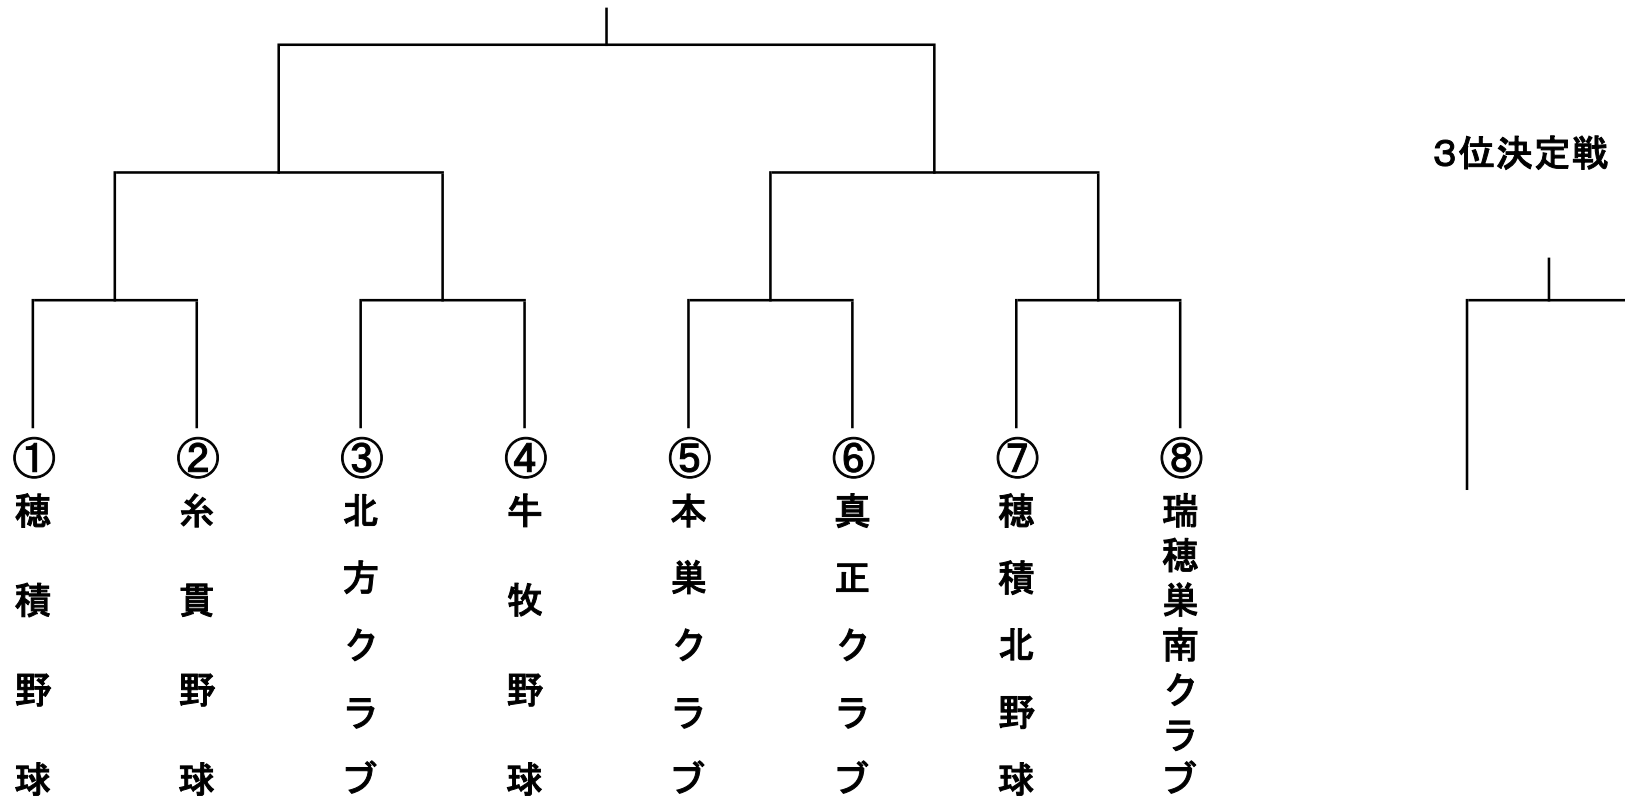 3位決定戦
①穂積野球
②糸貫野球
③北方クラブ
④牛牧野球
⑤本巣クラブ
⑥真正クラブ
⑦穂積北野球
⑧瑞穂巣南クラブ